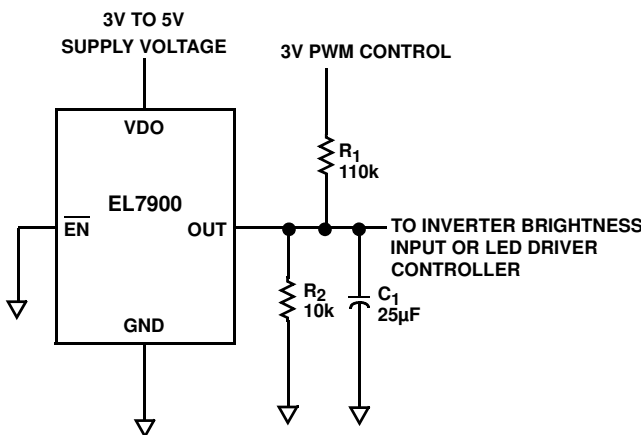 3V TO 5V
SUPPLY VOLTAGE
3V PWM CONTROL
VDO
R1
110k
EL7900
EN
OUT
TO INVERTER BRIGHTNESS
INPUT OR LED DRIVER
CONTROLLER
R2
10k
C1
25µF
GND